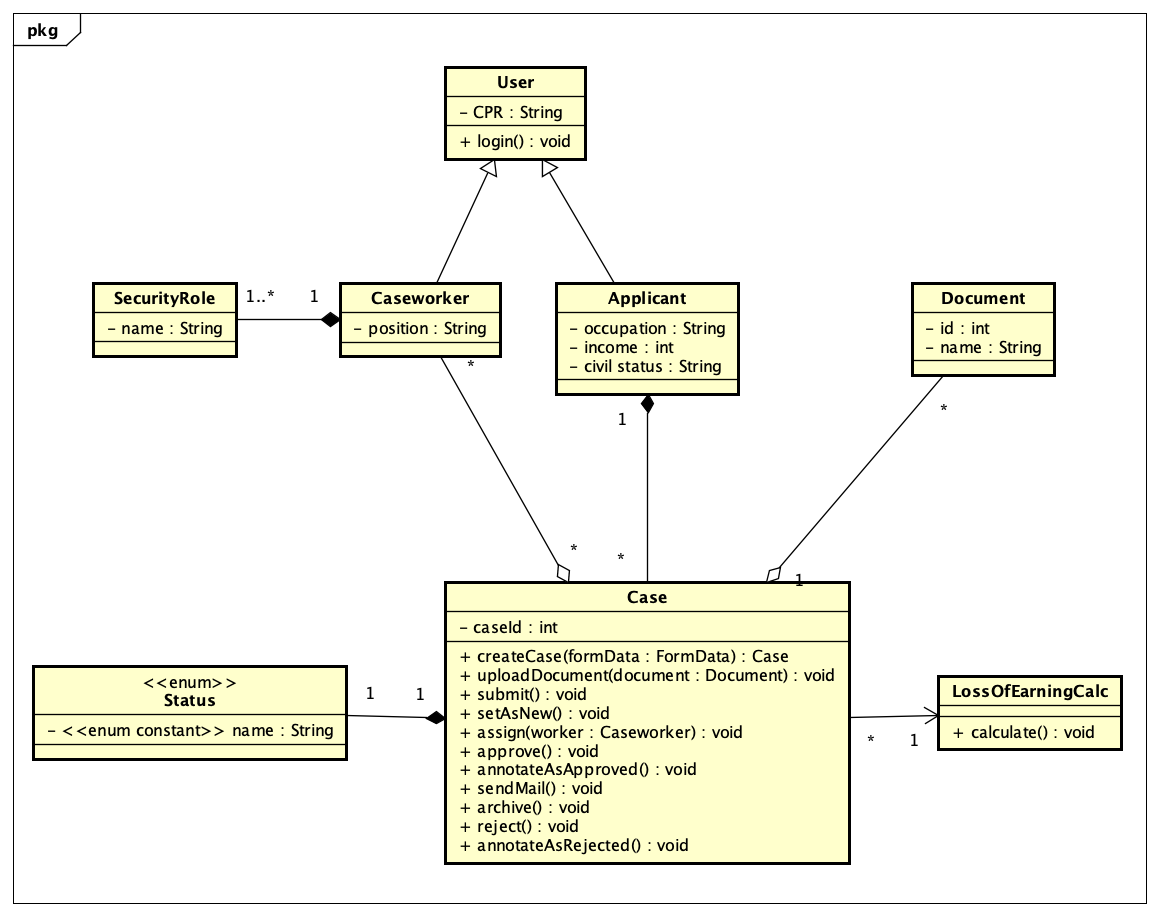 pkg
User
- CPR : String
+ login() : void
SecurityRole
- name : String
1..*
1
Caseworker
- position : String
*
Applicant
- occupation : String
- income : int
- civil status : String
1
Document
- id : int
- name : String
*
*
*
1
Case
- caseId : int
+ createCase(formData : FormData) : Case
+ uploadDocument(document : Document) : void
+ submit() : void
+ setAsNew() : void
+ assign(worker : Caseworker) : void
+ approve() : void
+ annotateAsApproved() : void
+ sendMail() : void
+ archive() : void
+ reject() : void
+ annotateAsRejected() : void
<<enum>>
Status
- <<enum constant>> name : String
1
1
*
1
LossOfEarningCalc
+ calculate() : void